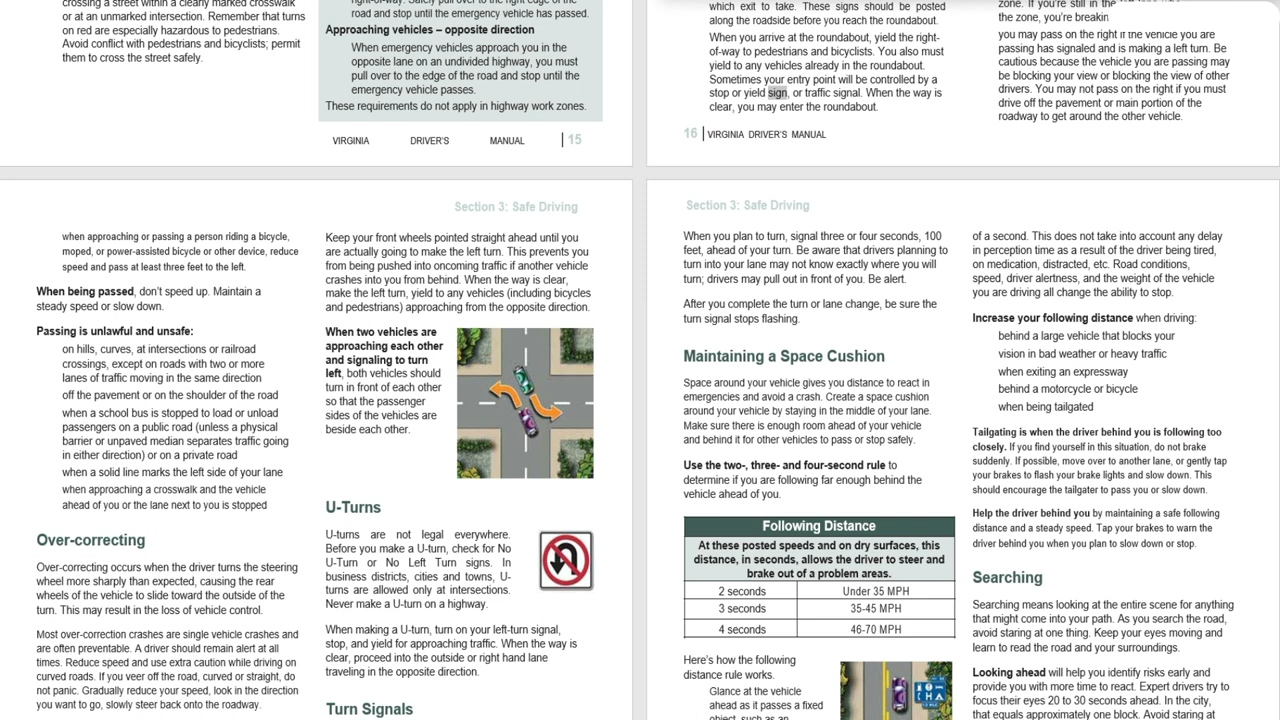 crossing a street within a clearly marked crosswalk
or at an unmarked intersection. Remember that turns
on red are especially hazardous to pedestrians.
Avoid conflict with pedestrians and bicyclists; permit
them to cross the street safely.
road and stop until the emergency vehicle has passed.
Approaching vehicles – opposite direction
When emergency vehicles approach you in the
opposite lane on an undivided highway, you must
pull over to the edge of the road and stop until the
emergency vehicle passes.
These requirements do not apply in highway work zones.
VIRGINIA DRIVER'S MANUAL | 15
which exit to take. These signs should be posted
along the roadside before you reach the roundabout.
When you arrive at the roundabout, yield the right-
of-way to pedestrians and bicyclists. You also must
yield to any vehicles already in the roundabout.
Sometimes your entry point will be controlled by a
stop or yield sign, or traffic signal. When the way is
clear, you may enter the roundabout.
zone. If you're still in the
the zone, you're
you may pass on the right if the vehicle you are
passing has signaled and is making a left turn. Be
cautious because the vehicle you are passing may
be blocking your view or blocking the view of other
drivers. You may not pass on the right if you must
drive off the pavement or main portion of the
roadway to get around the other vehicle.
16 | VIRGINIA DRIVER'S MANUAL
Section 3: Safe Driving
when approaching or passing a person riding a bicycle,
moped, or power-assisted bicycle or other device, reduce
speed and pass at least three feet to the left.
When being passed, don't speed up. Maintain a
steady speed or slow down.
Passing is unlawful and unsafe:
on hills, curves, at intersections or railroad
crossings, except on roads with two or more
lanes of traffic moving in the same direction
off the pavement or on the shoulder of the road
when a school bus is stopped to load or unload
passengers on a public road (unless a physical
barrier or unpaved median separates traffic going
in either direction) or on a private road
when a solid line marks the left side of your lane
when approaching a crosswalk and the vehicle
ahead of you or the lane next to you is stopped
Over-correcting
Over-correcting occurs when the driver turns the steering
wheel more sharply than expected, causing the rear
wheels of the vehicle to slide toward the outside of the
turn. This may result in the loss of vehicle control.
Most over-correction crashes are single vehicle crashes and
are often preventable. A driver should remain alert at all
times. Reduce speed and use extra caution while driving on
curved roads. If you veer off the road, curved or straight, do
not panic. Gradually reduce your speed, look in the direction
you want to go, slowly steer back onto the roadway.
Keep your front wheels pointed straight ahead until you
are actually going to make the left turn. This prevents you
from being pushed into oncoming traffic if another vehicle
crashes into you from behind. When the way is clear,
make the left turn, yield to any vehicles (including bicycles
and pedestrians) approaching from the opposite direction.
When two vehicles are
approaching each other
and signaling to turn
left, both vehicles should
turn in front of each other
so that the passenger
sides of the vehicles are
beside each other.
U-Turns
U-turns are not legal everywhere.
Before you make a U-turn, check for No
U-Turn or No Left Turn signs. In
business districts, cities and towns, U-
turns are allowed only at intersections.
Never make a U-turn on a highway.
When making a U-turn, turn on your left-turn signal,
stop, and yield for approaching traffic. When the way is
clear, proceed into the outside or right hand lane
traveling in the opposite direction.
Turn Signals
Section 3: Safe Driving
When you plan to turn, signal three or four seconds, 100
feet, ahead of your turn. Be aware that drivers planning to
turn into your lane may not know exactly where you will
turn; drivers may pull out in front of you. Be alert.
After you complete the turn or lane change, be sure the
turn signal stops flashing.
Maintaining a Space Cushion
Space around your vehicle gives you distance to react in
emergencies and avoid a crash. Create a space cushion
around your vehicle by staying in the middle of your lane.
Make sure there is enough room ahead of your vehicle
and behind it for other vehicles to pass or stop safely.
Use the two-, three- and four-second rule to
determine if you are following far enough behind the
vehicle ahead of you.
Following Distance
At these posted speeds and on dry surfaces, this
distance, in seconds, allows the driver to steer and
brake out of a problem areas.
2 seconds Under 35 MPH
3 seconds 35-45 MPH
4 seconds 46-70 MPH
Here's how the following
distance rule works.
Glance at the vehicle
ahead as it passes a fixed
object, such as an
of a second. This does not take into account any delay
in perception time as a result of the driver being tired,
on medication, distracted, etc. Road conditions,
speed, driver alertness, and the weight of the vehicle
you are driving all change the ability to stop.
Increase your following distance when driving:
behind a large vehicle that blocks your
vision in bad weather or heavy traffic
when exiting an expressway
behind a motorcycle or bicycle
when being tailgated
Tailgating is when the driver behind you is following too
closely. If you find yourself in this situation, do not brake
suddenly. If possible, move over to another lane, or gently tap
your brakes to flash your brake lights and slow down. This
should encourage the tailgater to pass you or slow down.
Help the driver behind you by maintaining a safe following
distance and a steady speed. Tap your brakes to warn the
driver behind you when you plan to slow down or stop.
Searching
Searching means looking at the entire scene for anything
that might come into your path. As you search the road,
avoid staring at one thing. Keep your eyes moving and
learn to read the road and your surroundings.
Looking ahead will help you identify risks early and
provide you with more time to react. Expert drivers try to
focus their eyes 20 to 30 seconds ahead. In the city,
that equals approximately one block. Avoid staring at